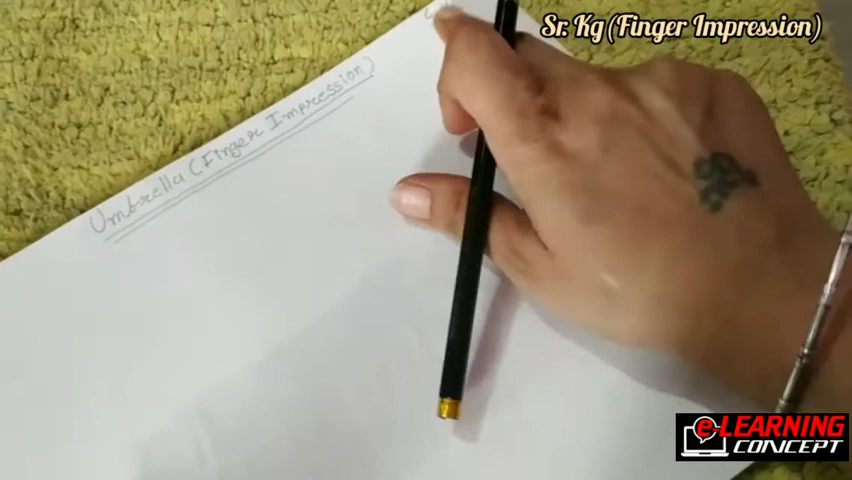 Sr. Kg (Finger Impression)
Umbrella (Finger Impression)
e-LEARNING
CONCEPT